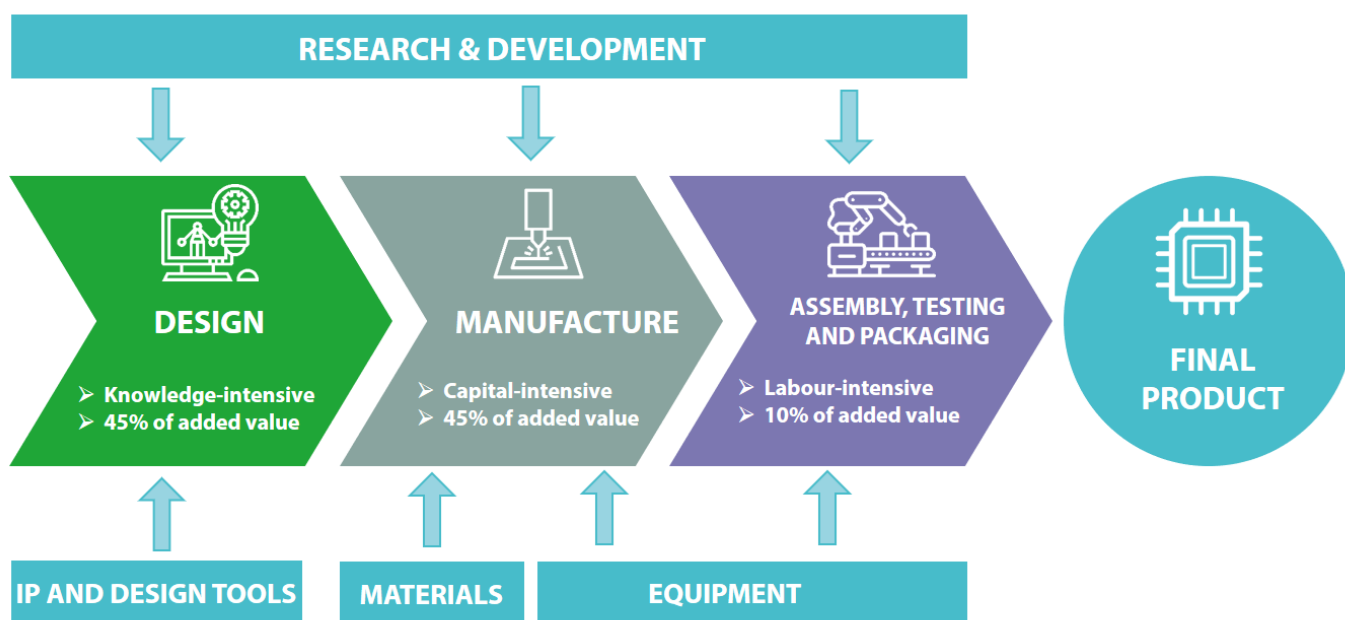 RESEARCH & DEVELOPMENT
DESIGN
➢ Knowledge-intensive
➢ 45% of added value
MANUFACTURE
➢ Capital-intensive
➢ 45% of added value
ASSEMBLY, TESTING
AND PACKAGING
➢ Labour-intensive
➢ 10% of added value
FINAL
PRODUCT
IP AND DESIGN TOOLS
MATERIALS
EQUIPMENT